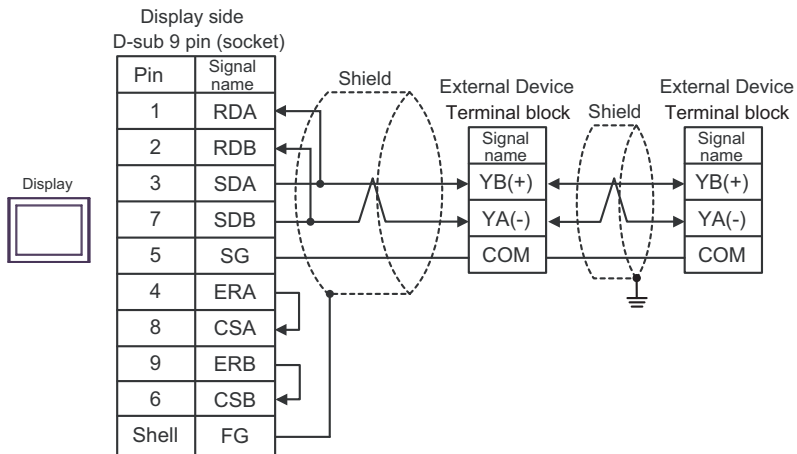 Display side
D-sub 9 pin (socket)
Pin Signal name
1 RDA
2 RDB
3 SDA
7 SDB
5 SG
4 ERA
8 CSA
9 ERB
6 CSB
Shell FG
Display
Shield
External Device
Terminal block
Signal
name
YB(+)
YA(-)
COM
Shield
External Device
Terminal block
Signal
name
YB(+)
YA(-)
COM